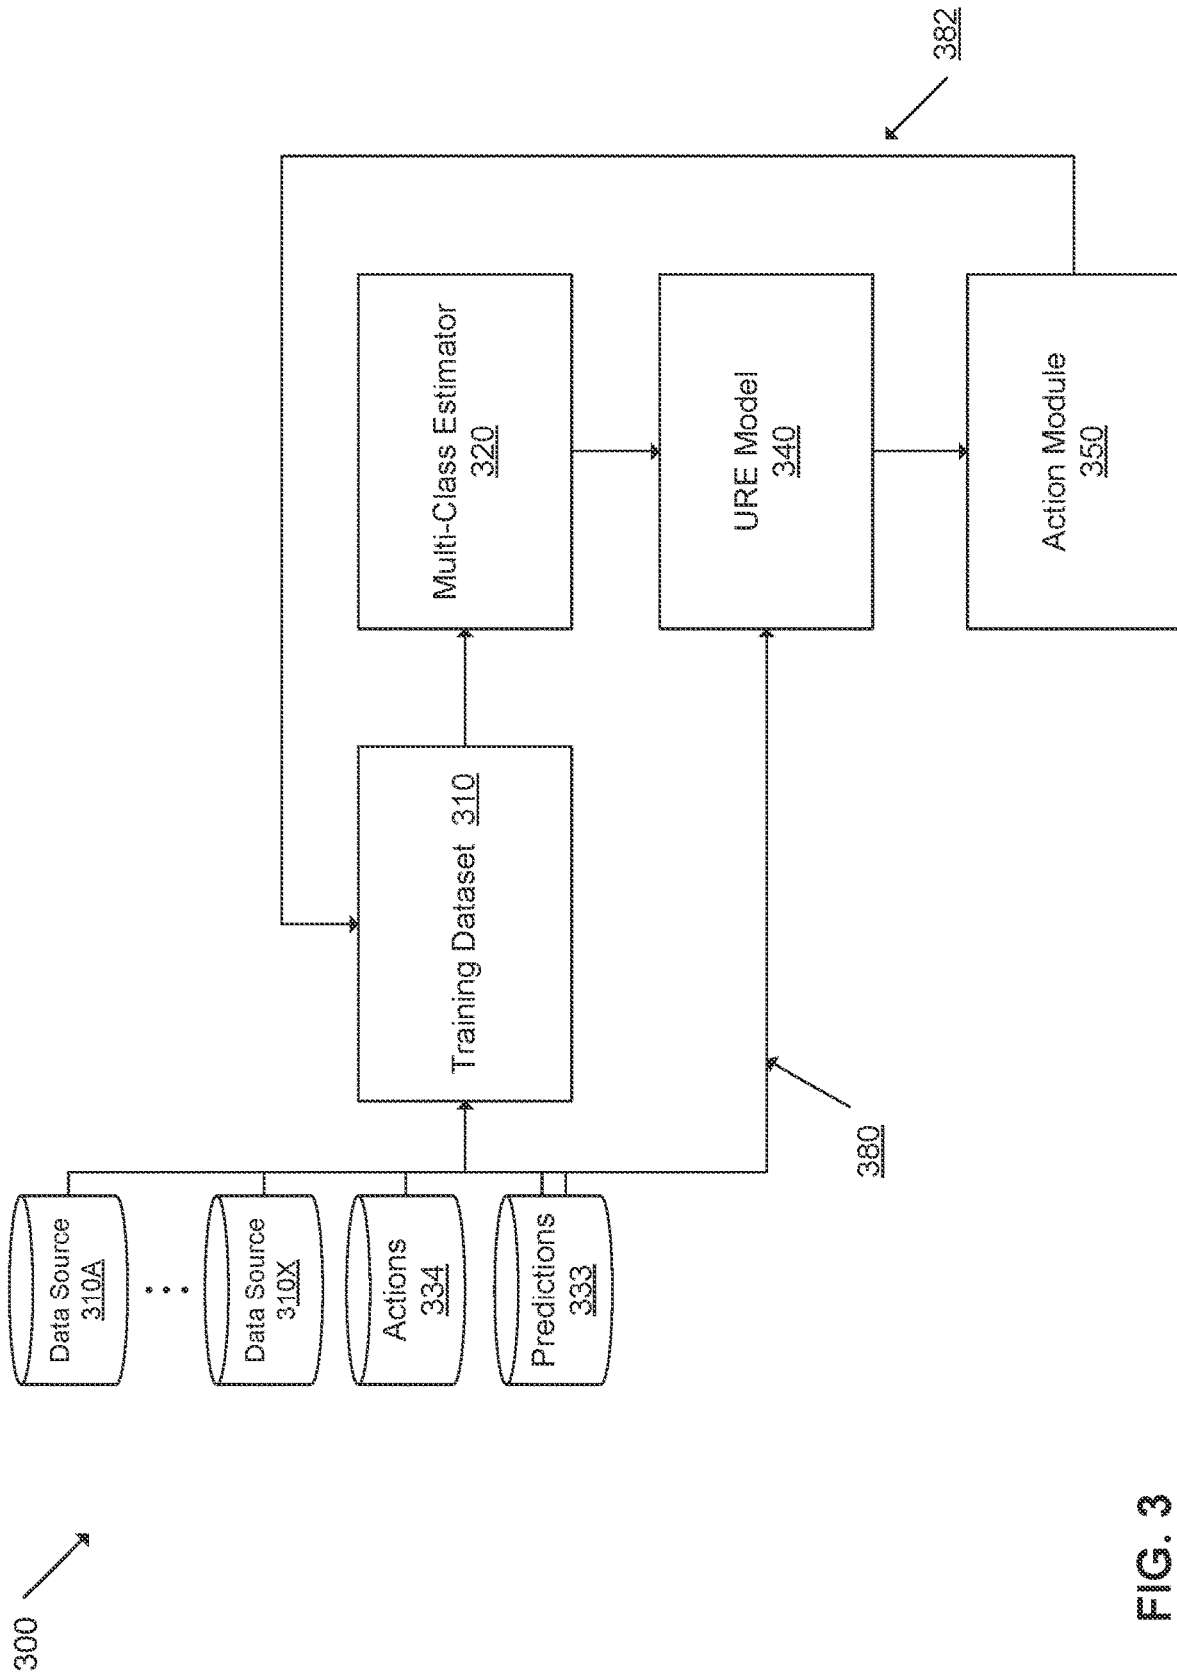 300
Data Source
310A
Data Source
310X
Actions
334
Predictions
333
Training Dataset 310
Multi-Class Estimator
320
URE Model
340
Action Module
350
380
382
FIG. 3